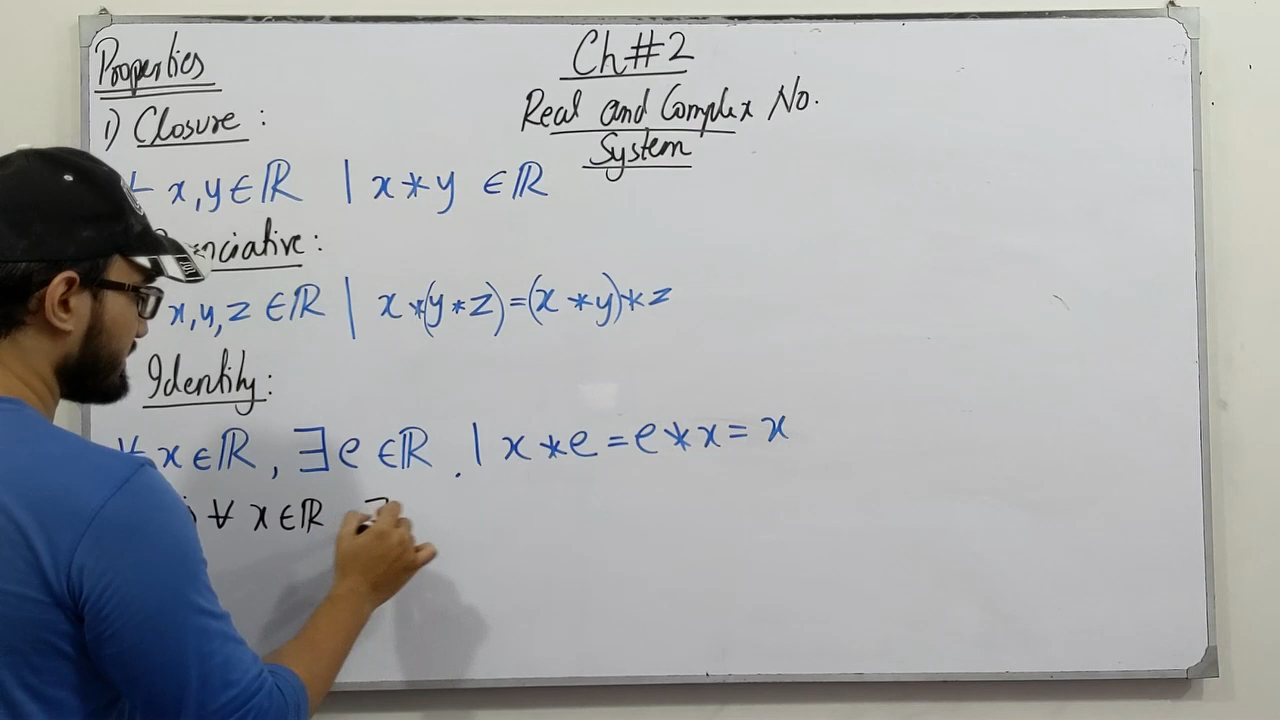 Properties
Ch#2
Real and Complex No.
System
1) Closure :
x,y∈ℝ | x*y ∈ℝ
x,y,z ∈ℝ | x*(y*z)=(x*y)*z
Identity:
∀ x∈ℝ, ∃ e ∈ℝ. | x*e = e*x = x
∀ x∈ℝ